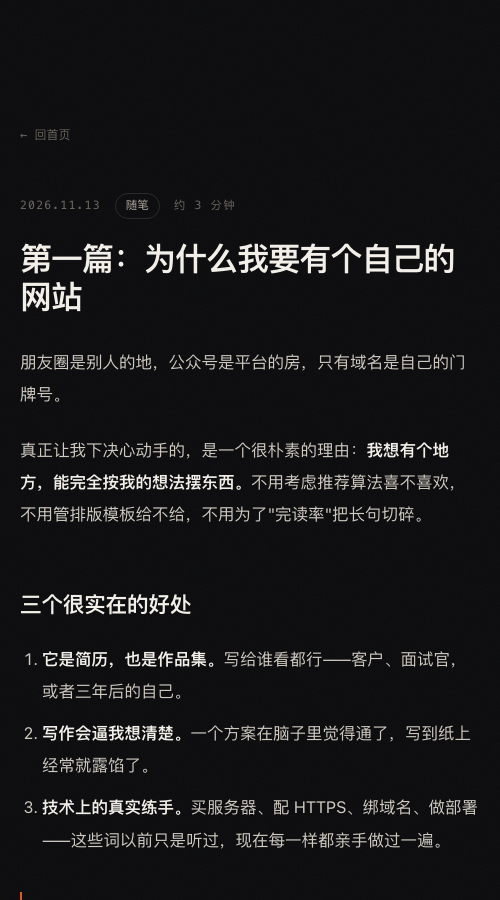 ← 回首页
2026.11.13 随笔 约 3 分钟
第一篇：为什么我要有个自己的
网站
朋友圈是别人的地，公众号是平台的房，只有域名是自己的门
牌号。
真正让我下决心动手的，是一个很朴素的理由：我想有个地
方，能完全按我的想法摆东西。不用考虑推荐算法喜不喜欢，
不用管排版模板给不给，不用为了"完读率"把长句切碎。
三个很实在的好处
1. 它是简历，也是作品集。写给谁看都行——客户、面试官，
或者三年后的自己。
2. 写作会逼我想清楚。一个方案在脑子里觉得通了，写到纸上
经常就露馅了。
3. 技术上的真实练手。买服务器、配 HTTPS、绑域名、做部署
——这些词以前只是听过，现在每一样都亲手做过一遍。